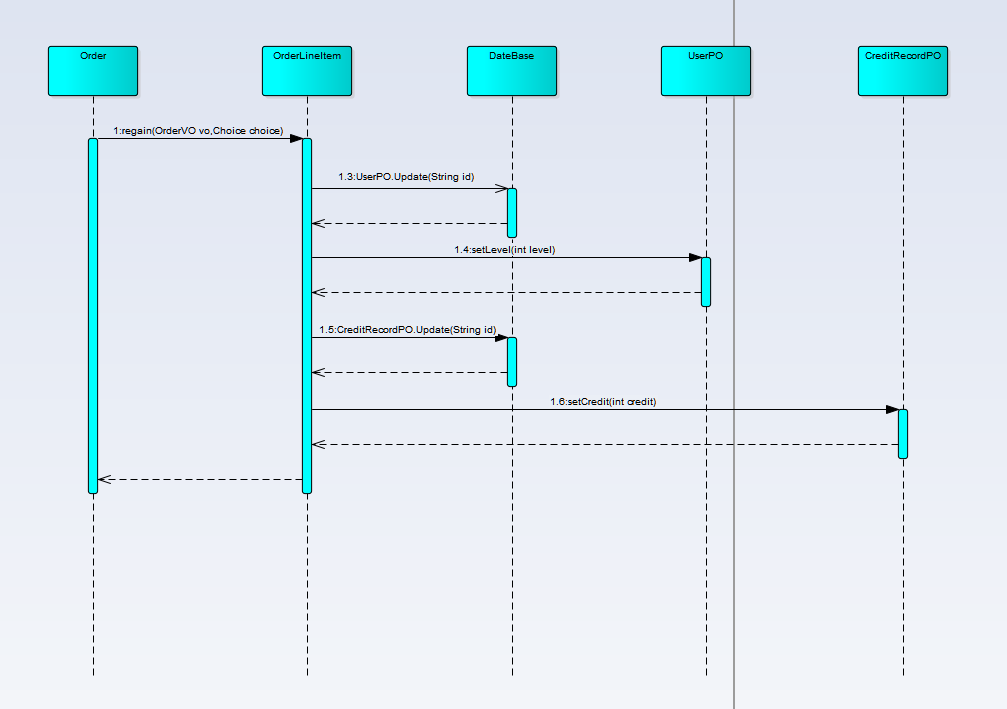 Order
OrderLineItem
DateBase
UserPO
CreditRecordPO
1:regain(OrderVO vo,Choice choice)
1.3:UserPO.Update(String id)
1.4:setLevel(int level)
1.5:CreditRecordPO.Update(String id)
1.6:setCredit(int credit)